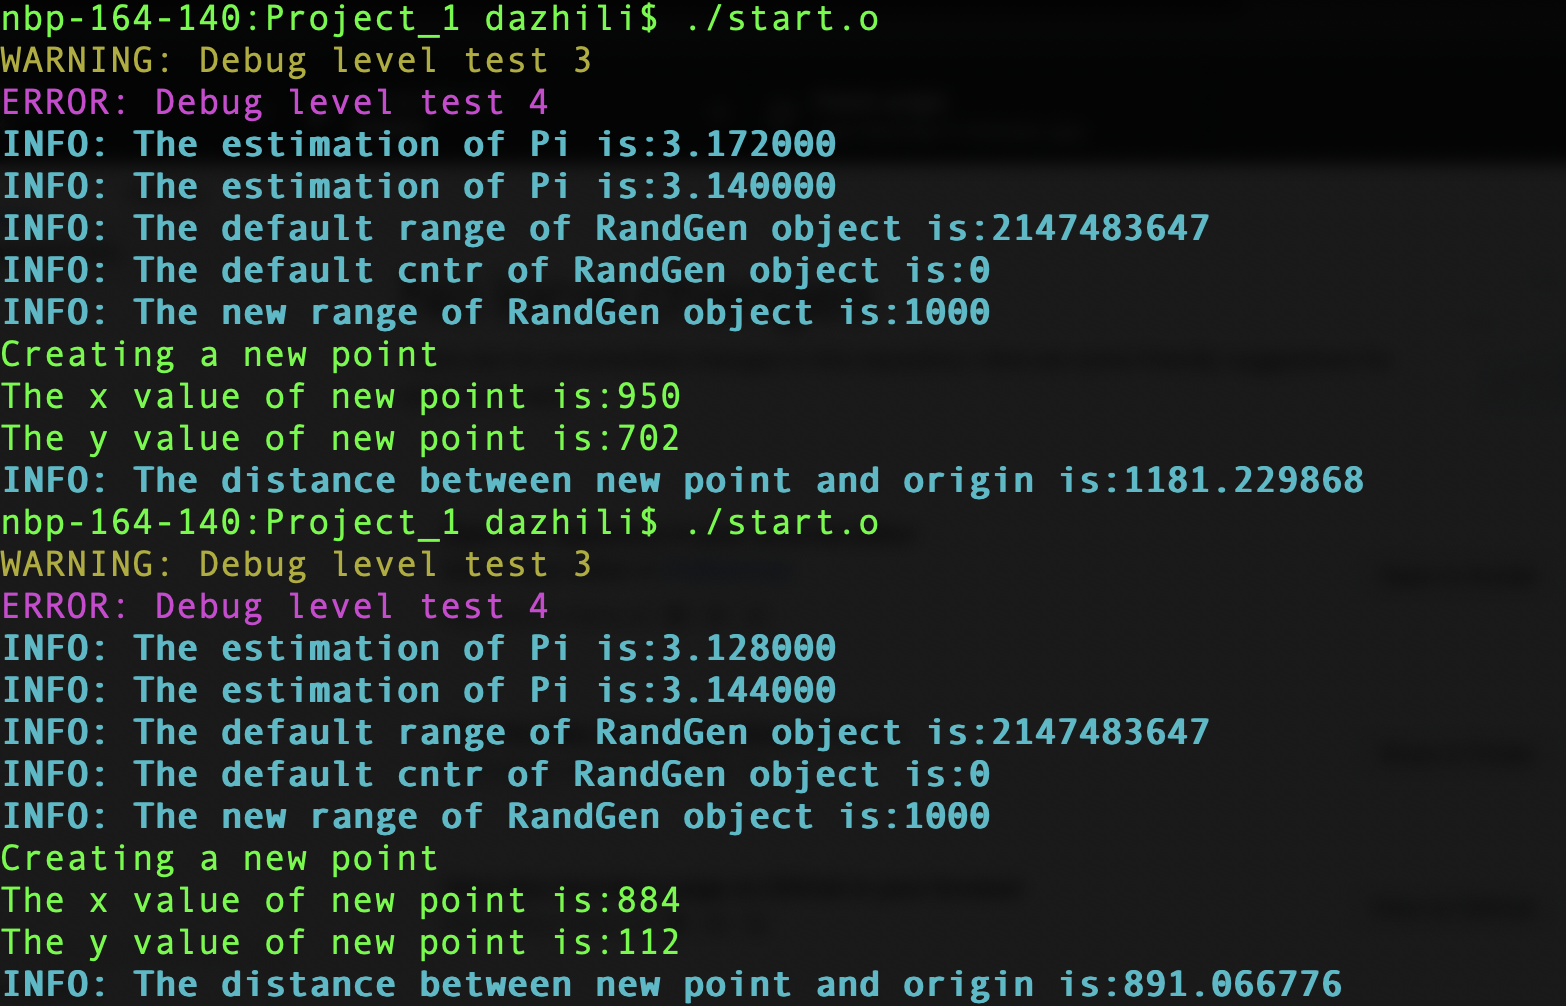 nbp-164-140:Project_1 dazhili$ ./start.o
WARNING: Debug level test 3
ERROR: Debug level test 4
INFO: The estimation of Pi is:3.172000
INFO: The estimation of Pi is:3.140000
INFO: The default range of RandGen object is:2147483647
INFO: The default cntr of RandGen object is:0
INFO: The new range of RandGen object is:1000
Creating a new point
The x value of new point is:950
The y value of new point is:702
INFO: The distance between new point and origin is:1181.229868
nbp-164-140:Project_1 dazhili$ ./start.o
WARNING: Debug level test 3
ERROR: Debug level test 4
INFO: The estimation of Pi is:3.128000
INFO: The estimation of Pi is:3.144000
INFO: The default range of RandGen object is:2147483647
INFO: The default cntr of RandGen object is:0
INFO: The new range of RandGen object is:1000
Creating a new point
The x value of new point is:884
The y value of new point is:112
INFO: The distance between new point and origin is:891.066776